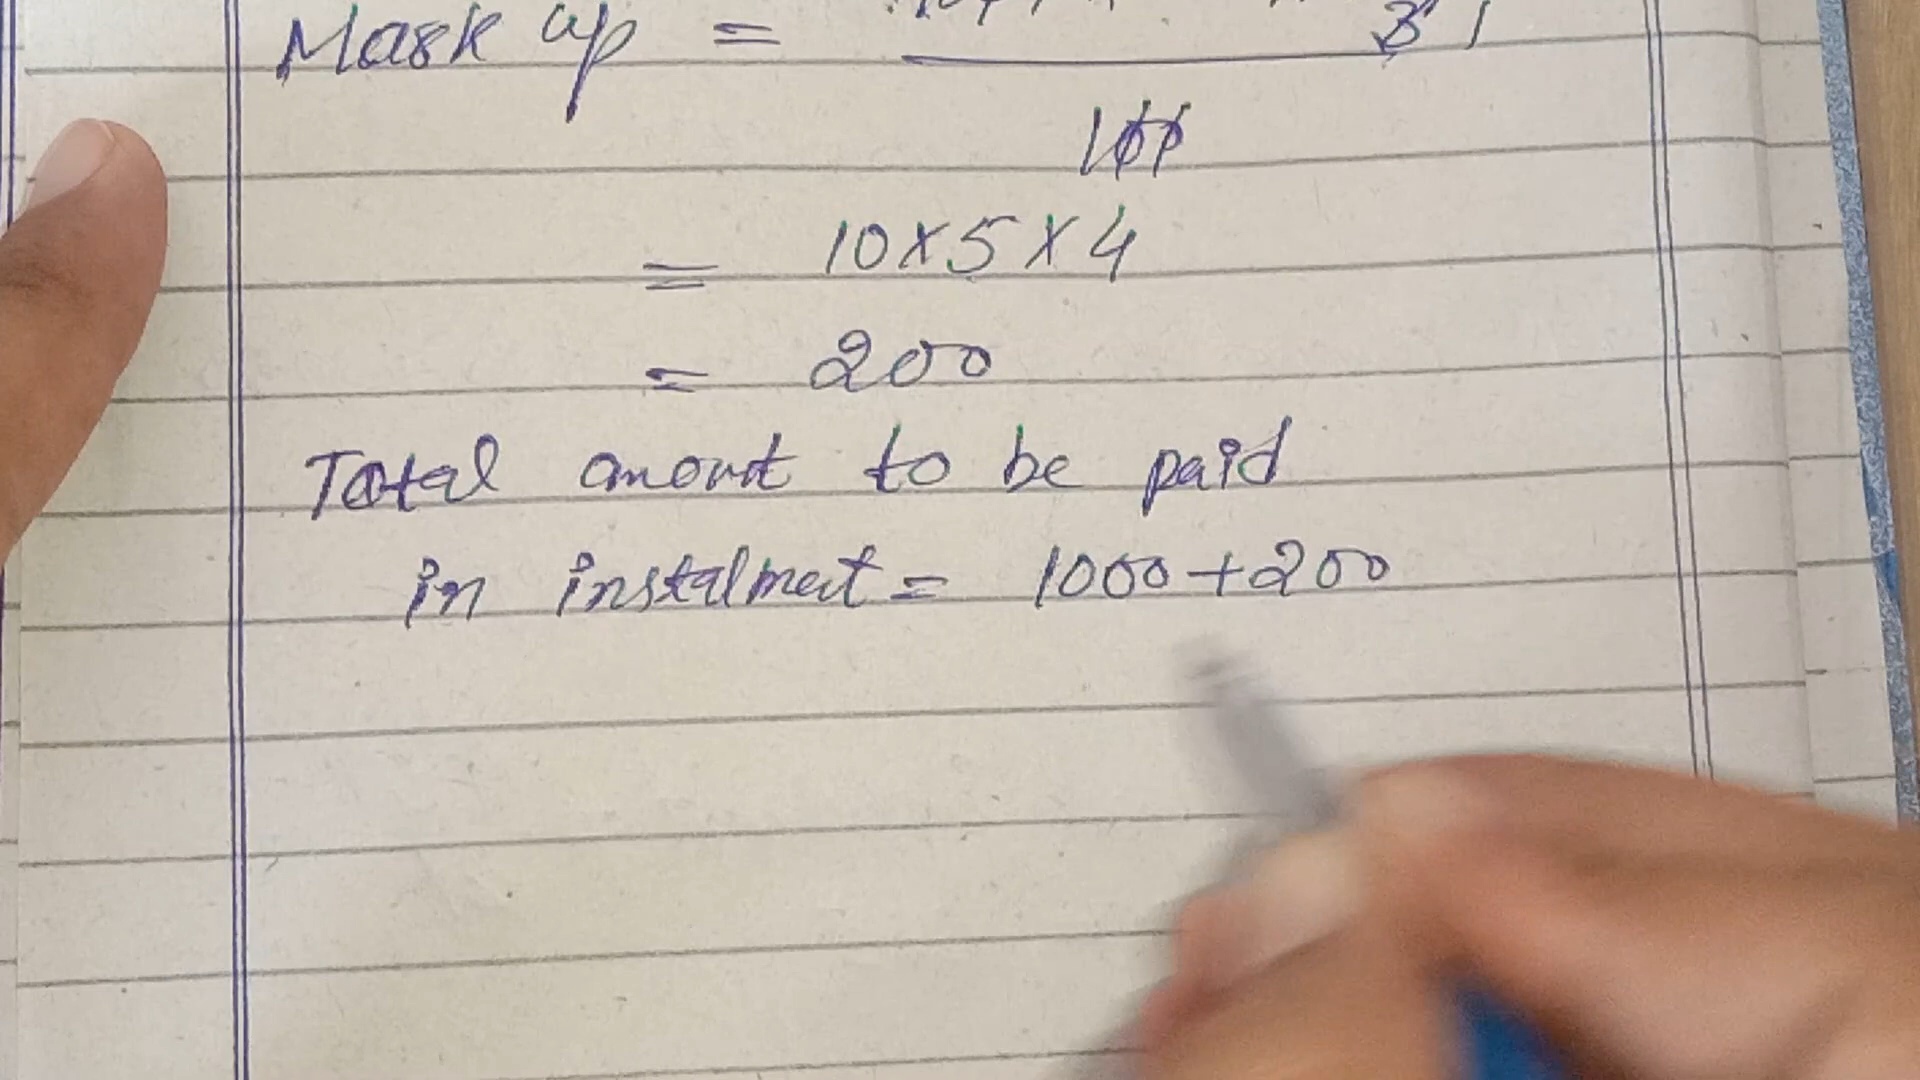 Mark up =
100
= 10×5×4
= 200
Total amount to be paid
in instalment = 1000+200